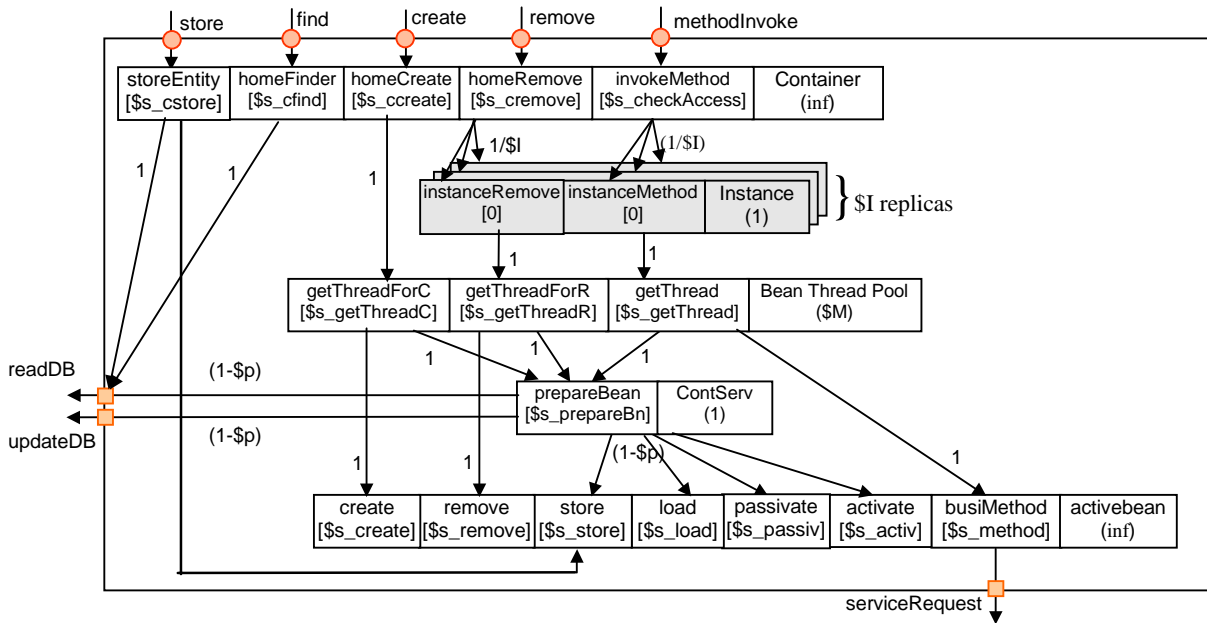 store
find
create
remove
methodInvoke
storeEntity
[$s_cstore]
homeFinder
[$s_cfind]
homeCreate
[$s_ccreate]
homeRemove
[$s_cremove]
invokeMethod
[$s_checkAccess]
Container
(inf)
1
1
1
1/$I
(1/$I)
instanceRemove
[0]
instanceMethod
[0]
Instance
(1)
} $I replicas
1
1
getThreadForC
[$s_getThreadC]
getThreadForR
[$s_getThreadR]
getThread
[$s_getThread]
Bean Thread Pool
($M)
1
1
1
readDB
(1-$p)
updateDB
(1-$p)
prepareBean
[$s_prepareBn]
ContServ
(1)
(1-$p)
1
1
1
create
[$s_create]
remove
[$s_remove]
store
[$s_store]
load
[$s_load]
passivate
[$s_passiv]
activate
[$s_activ]
busiMethod
[$s_method]
activebean
(inf)
serviceRequest